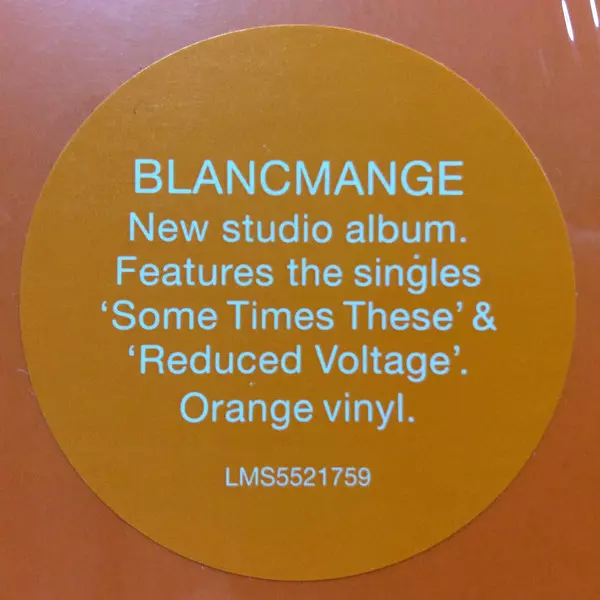 BLANCMANGE
New studio album.
Features the singles
‘Some Times These’ &
‘Reduced Voltage’.
Orange vinyl.
LMS5521759